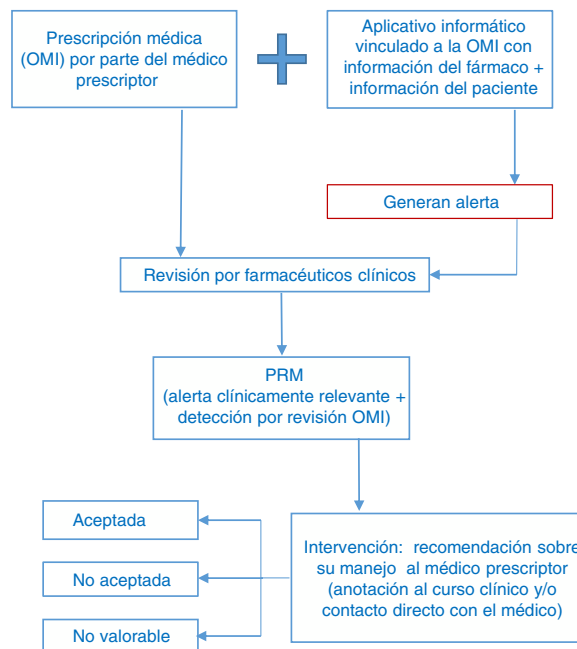 Prescripción médica
(OMI) por parte del médico
prescriptor
Aplicativo informático
vinculado a la OMI con
información del fármaco +
información del paciente
Generan alerta
Revisión por farmacéuticos clínicos
PRM
(alerta clínicamente relevante +
detección por revisión OMI)
Intervención: recomendación sobre
su manejo al médico prescriptor
(anotación al curso clínico y/o
contacto directo con el médico)
Aceptada
No aceptada
No valorable